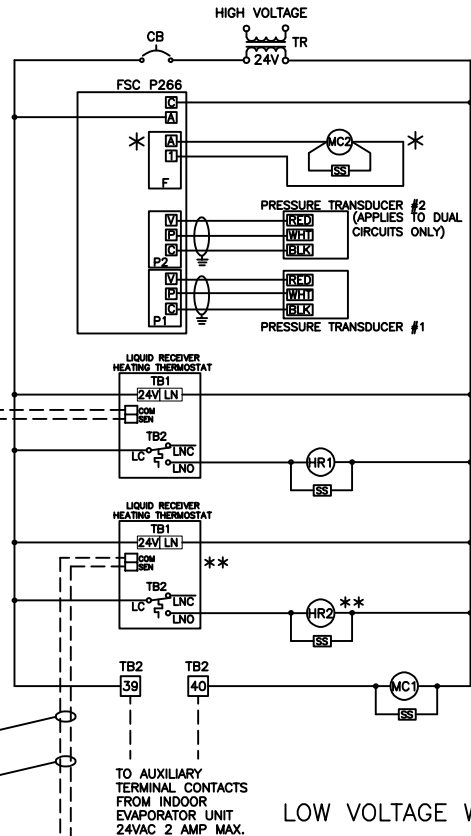 HIGH VOLTAGE
CB
TR
24V
FSC P266
C
A
*
A
MC2
*
1
SS
F
PRESSURE TRANSDUCER #2
(APPLIES TO DUAL
CIRCUITS ONLY)
V
RED
P
WHT
C
BLK
P2
V
RED
P
WHT
C
BLK
P1
PRESSURE TRANSDUCER #1
LIQUID RECEIVER
HEATING THERMOSTAT
TB1
24V LN
COM
SEN
TB2
LNC
LC
LNO
HR1
SS
LIQUID RECEIVER
HEATING THERMOSTAT
TB1
24V LN
COM
SEN
**
TB2
LNC
LC
LNO
HR2
**
SS
TB2
TB2
39
40
MC1
SS
TO AUXILIARY
TERMINAL CONTACTS
FROM INDOOR
EVAPORATOR UNIT
24VAC 2 AMP MAX.
LOW VOLTAGE W